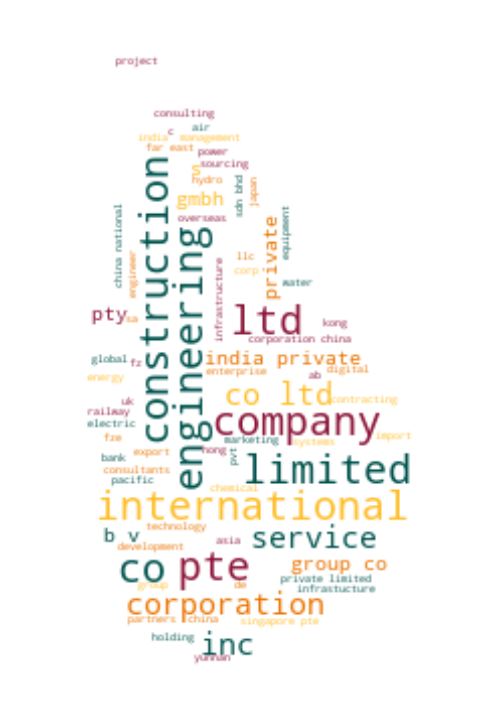 project
consulting
c
air
india
management
far east
power
sourcing
s
hydro
gmbh
overseas
sdn bhd
japan
construction
engineering
china national
engineer
private
equipment
infrastructure
llc
corp
water
pty
sa
ltd
kong
corporation china
global
fz
india private
enterprise
digital
ab
energy
co ltd
contracting
uk
railway
electric
company
fze
marketing
systems
import
export
hong
pvt
bank
consultants
pacific
limited
chemical
international
technology
b v
development
asia
service
co
pte
group co
private limited
infrastucture
group
de
corporation
partners
china
singapore pte
holding
inc
yunnan